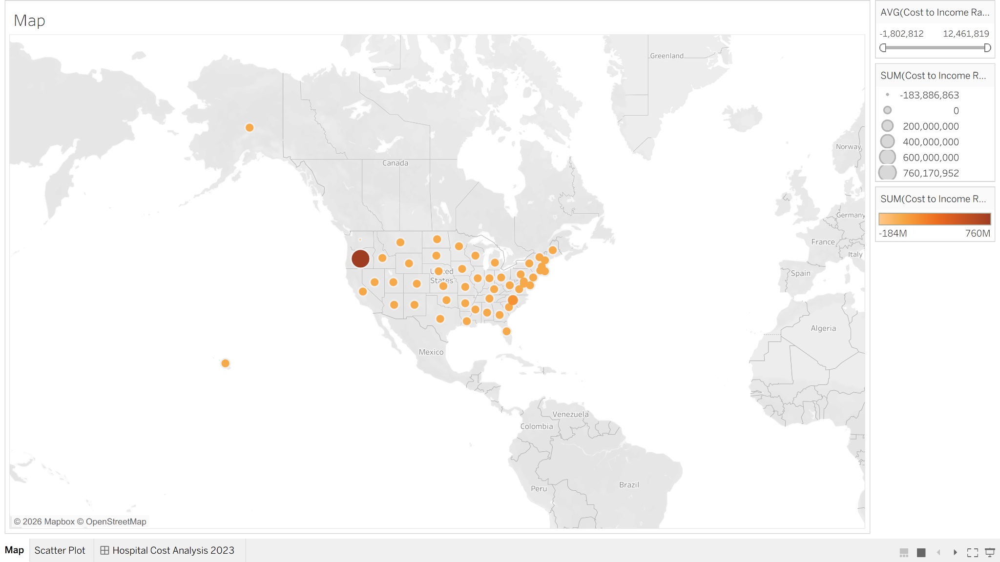 Map
Greenland
Norway
Canada
Germany
France
Italy
United
States
Spain
Algeria
Mexico
Venezuela
Colombia
Brazil
Peru
© 2026 Mapbox © OpenStreetMap
AVG(Cost to Income Ra...
-1,802,812 12,461,819
SUM(Cost to Income R...
-183,886,863
0
200,000,000
400,000,000
600,000,000
760,170,952
SUM(Cost to Income R...
-184M 760M
Map Scatter Plot Hospital Cost Analysis 2023